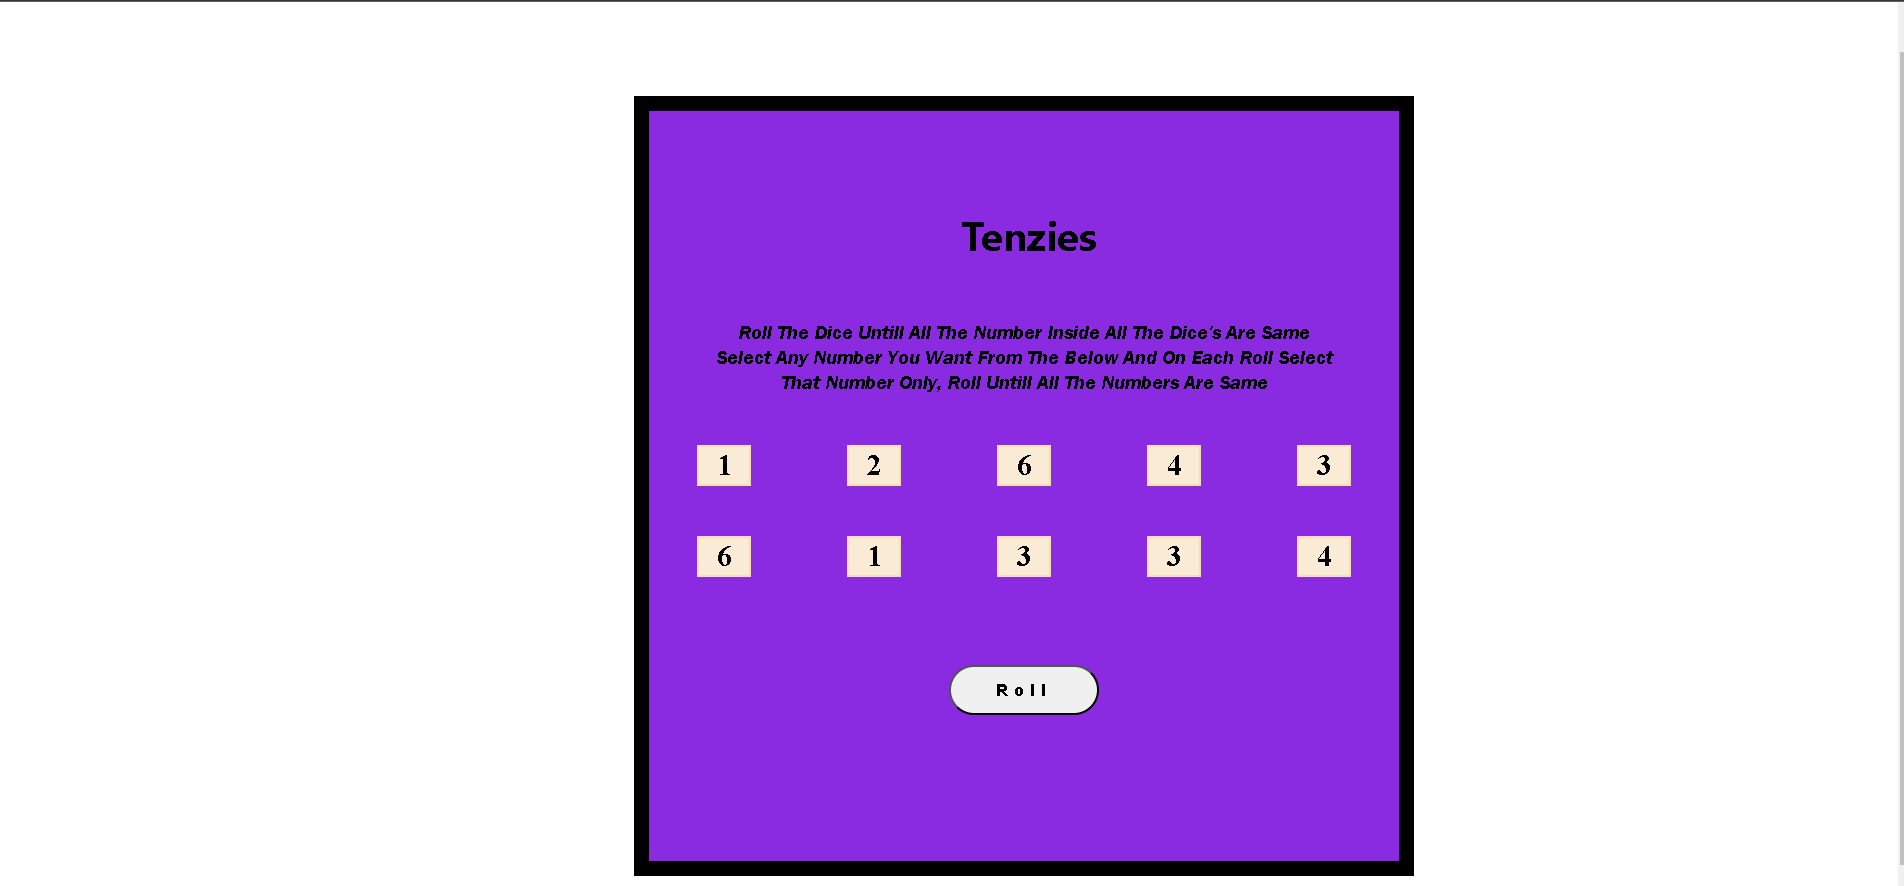 Tenzies
Roll The Dice Untill All The Number Inside All The Dice's Are Same
Select Any Number You Want From The Below And On Each Roll Select
That Number Only, Roll Untill All The Numbers Are Same
1 2 6 4 3
6 1 3 3 4
Roll